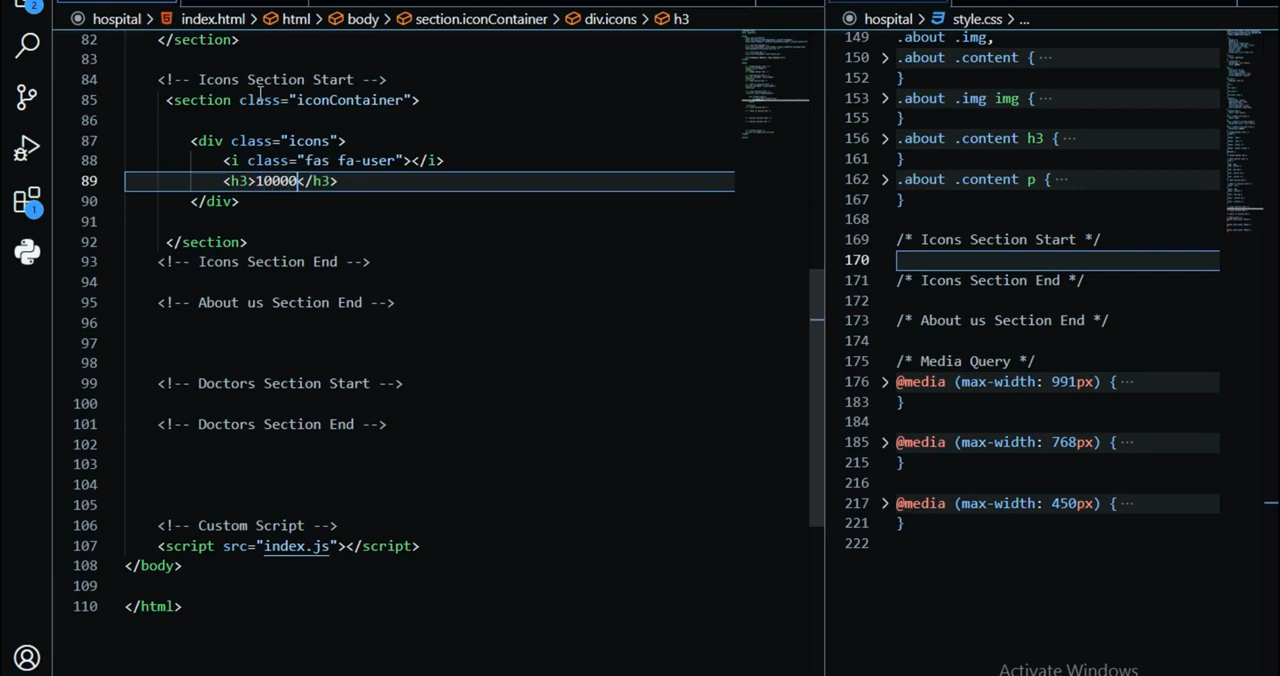 2
hospital > index.html > html > body > section.iconContainer > div.icons > h3
82 </section>
83
84 <!-- Icons Section Start -->
85 <section class="iconContainer">
86
87 <div class="icons">
88 <i class="fas fa-user"></i>
89 <h3>10000</h3>
90 </div>
91
92 </section>
93 <!-- Icons Section End -->
94
95 <!-- About us Section End -->
96
97
98
99 <!-- Doctors Section Start -->
100
101 <!-- Doctors Section End -->
102
103
104
105
106 <!-- Custom Script -->
107 <script src="index.js"></script>
108 </body>
109
110 </html>
1
hospital > style.css > ...
149 .about .img,
150 > .about .content { ...
152 }
153 > .about .img img { ...
155 }
156 > .about .content h3 { ...
161 }
162 > .about .content p { ...
167 }
168
169 /* Icons Section Start */
170
171 /* Icons Section End */
172
173 /* About us Section End */
174
175 /* Media Query */
176 > @media (max-width: 991px) { ...
183 }
184
185 > @media (max-width: 768px) { ...
215 }
216
217 > @media (max-width: 450px) { ...
221 }
222
Activate Windows